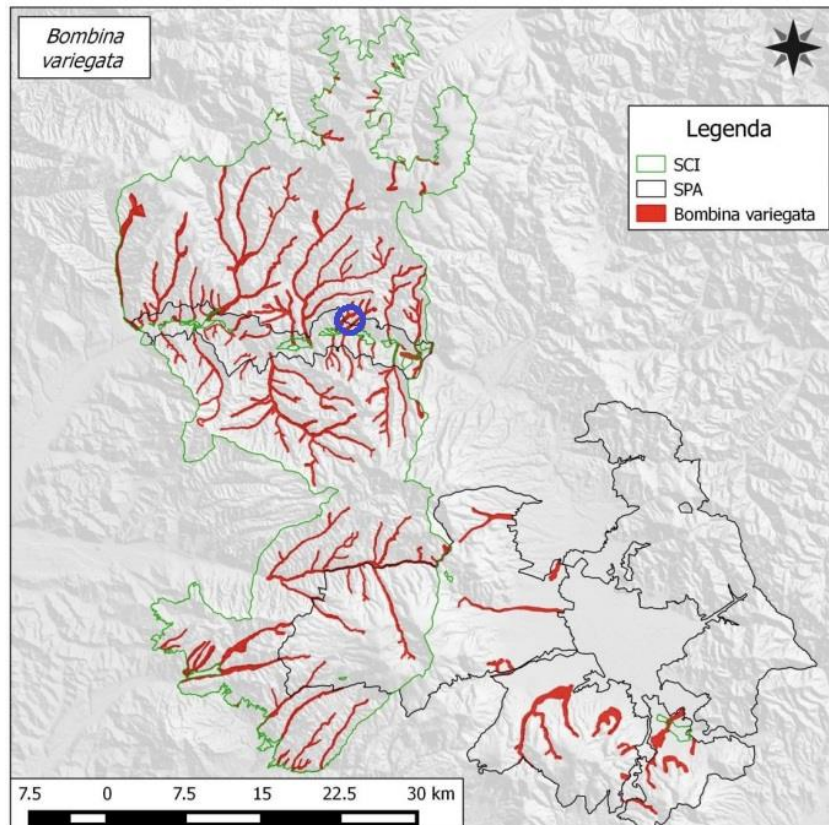 Bombina
variegata
Legenda
SCI
SPA
Bombina variegata
7.5 0 7.5 15 22.5 30 km